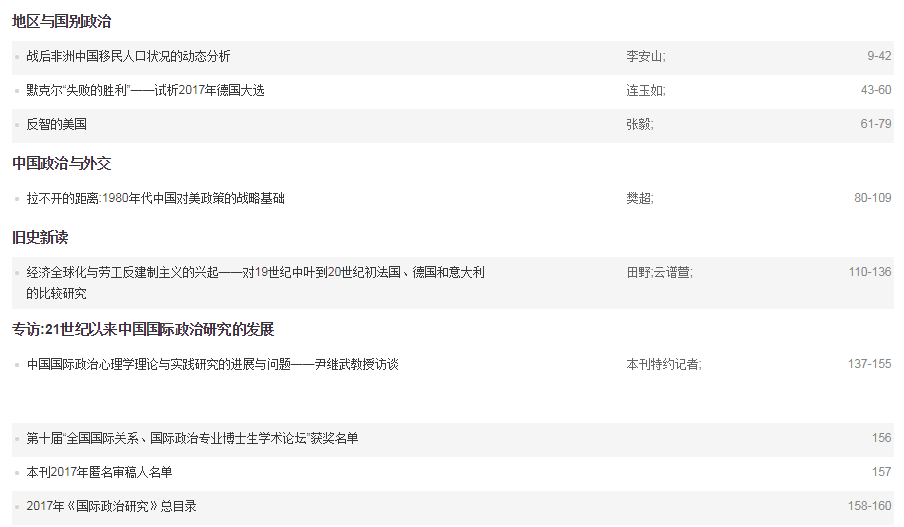 地区与国别政治
战后非洲中国移民人口状况的动态分析 李安山; 9-42
默克尔“失败的胜利”——试析2017年德国大选 连玉如; 43-60
反智的美国 张毅; 61-79
中国政治与外交
拉不开的距离:1980年代中国对美政策的战略基础 樊超; 80-109
旧史新读
经济全球化与劳工反建制主义的兴起——对19世纪中叶到20世纪初法国、德国和意大利 田野;云谱萱; 110-136
的比较研究
专访:21世纪以来中国国际政治研究的发展
中国国际政治心理学理论与实践研究的进展与问题——尹继武教授访谈 本刊特约记者; 137-155
第十届“全国国际关系、国际政治专业博士生学术论坛”获奖名单 156
本刊2017年匿名审稿人名单 157
2017年《国际政治研究》总目录 158-160